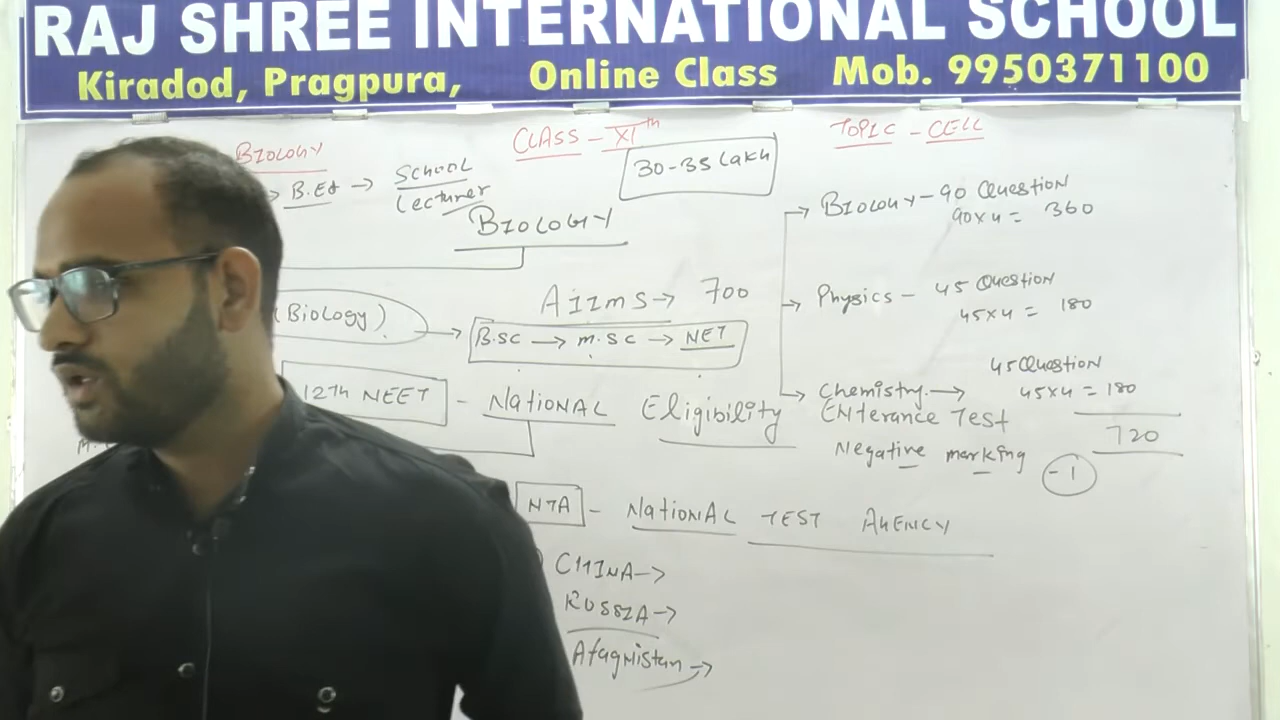 RAJ SHREE INTERNATIONAL SCHOOL
Kiradod, Pragpura, Online Class Mob. 9950371100
BIOLOGY CLASS - XIth TOPIC - CELL
B.Ed → SCHOOL Lecturer
30-35 Lakh
BIOLOGY
Biology - 90 Question
90x4 = 360
AIIMS → 700
Physics - 45 Question
45x4 = 180
(Biology) → B.SC → M.SC → NET
Chemistry → 45 Question
45x4 = 180
720
12Th NEET - NATIONAL Eligibility ENterance Test
Negative marking -1
NTA - NATIONAL TEST AGENCY
CHINA →
RUSSIA →
Afagnistan →